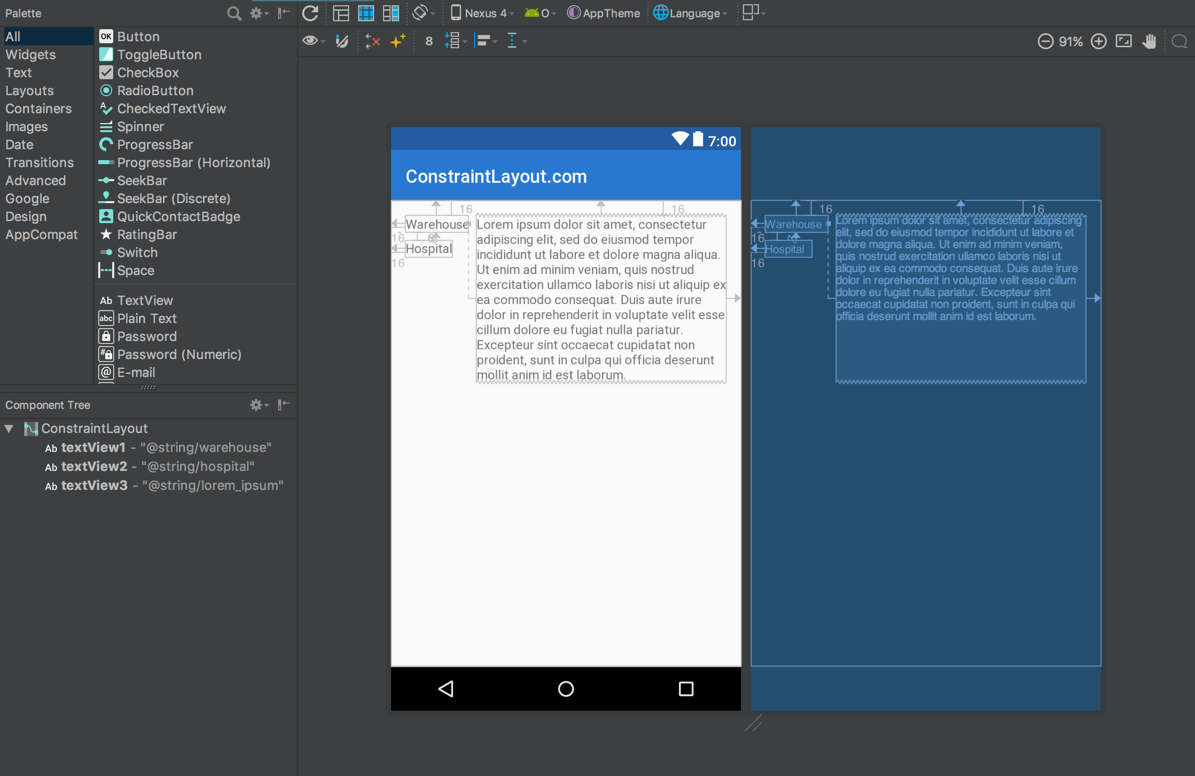 Palette
Nexus 4
O
AppTheme
Language
8
91%
All
Widgets
Text
Layouts
Containers
Images
Date
Transitions
Advanced
Google
Design
AppCompat
OK Button
ToggleButton
CheckBox
RadioButton
CheckedTextView
Spinner
ProgressBar
ProgressBar (Horizontal)
SeekBar
SeekBar (Discrete)
QuickContactBadge
RatingBar
Switch
Space
Ab TextView
abc Plain Text
Password
Password (Numeric)
@ E-mail
Component Tree
ConstraintLayout
Ab textView1 - "@string/warehouse"
Ab textView2 - "@string/hospital"
Ab textView3 - "@string/lorem_ipsum"
7:00
ConstraintLayout.com
16
16
Warehouse
16
8
Hospital
16
Lorem ipsum dolor sit amet, consectetur
adipiscing elit, sed do eiusmod tempor
incididunt ut labore et dolore magna aliqua.
Ut enim ad minim veniam, quis nostrud
exercitation ullamco laboris nisi ut aliquip ex
ea commodo consequat. Duis aute irure
dolor in reprehenderit in voluptate velit esse
cillum dolore eu fugiat nulla pariatur.
Excepteur sint occaecat cupidatat non
proident, sunt in culpa qui officia deserunt
mollit anim id est laborum.
16
16
Warehouse
16
8
Hospital
16
Lorem ipsum dolor sit amet, consectetur adipiscing
elit, sed do eiusmod tempor incididunt ut labore et
dolore magna aliqua. Ut enim ad minim veniam,
quis nostrud exercitation ullamco laboris nisi ut
aliquip ex ea commodo consequat. Duis aute irure
dolor in reprehenderit in voluptate velit esse cillum
dolore eu fugiat nulla pariatur. Excepteur sint
occaecat cupidatat non proident, sunt in culpa qui
officia deserunt mollit anim id est laborum.